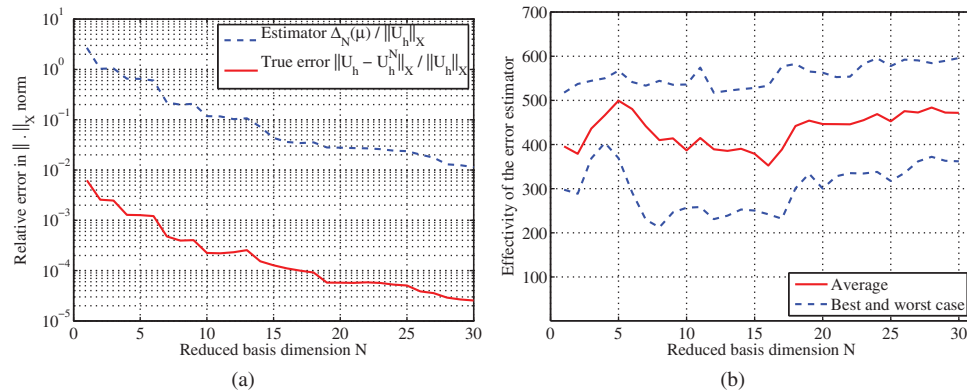 Estimator Δ_N(μ) / ||U_h||_X
True error ||U_h − U_h^N||_X / ||U_h||_X
Relative error in || · ||_X norm
10^1
10^0
10^-1
10^-2
10^-3
10^-4
10^-5
0 5 10 15 20 25 30
Reduced basis dimension N
(a)
Effectivity of the error estimator
700
600
500
400
300
200
100
Average
Best and worst case
0 5 10 15 20 25 30
Reduced basis dimension N
(b)